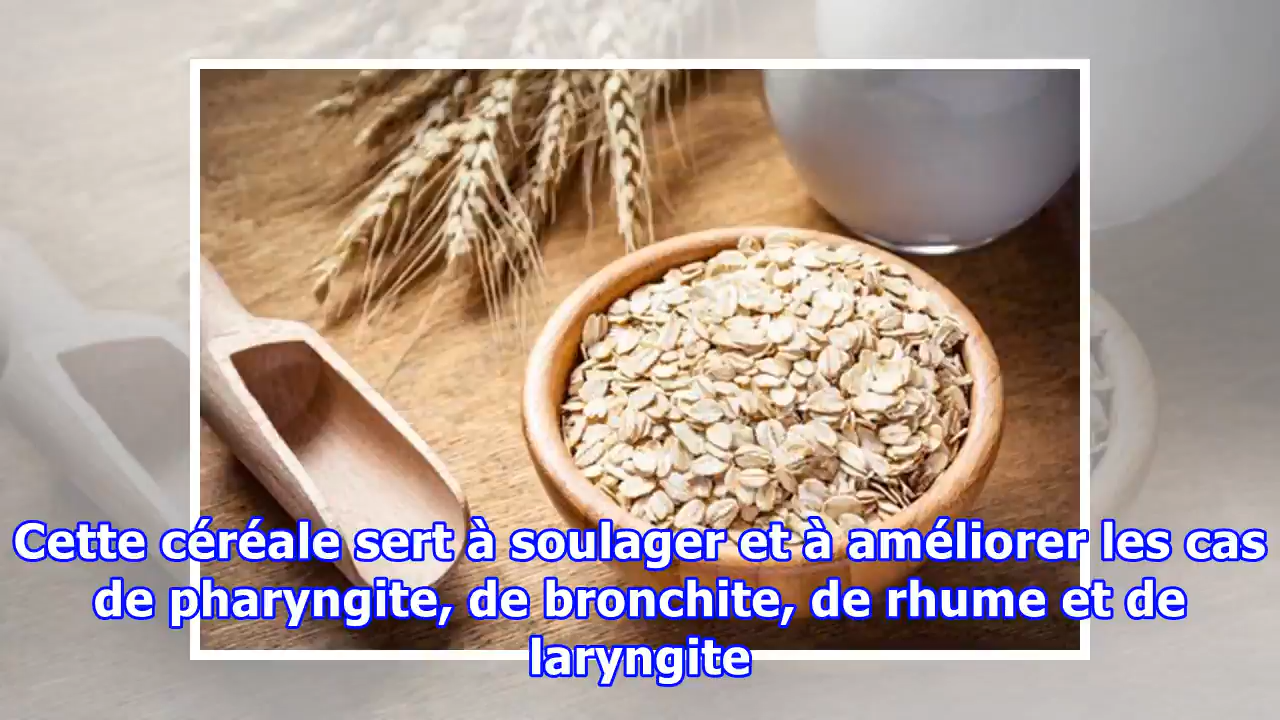 Cette céréale sert à soulager et à améliorer les cas
de pharyngite, de bronchite, de rhume et de
laryngite